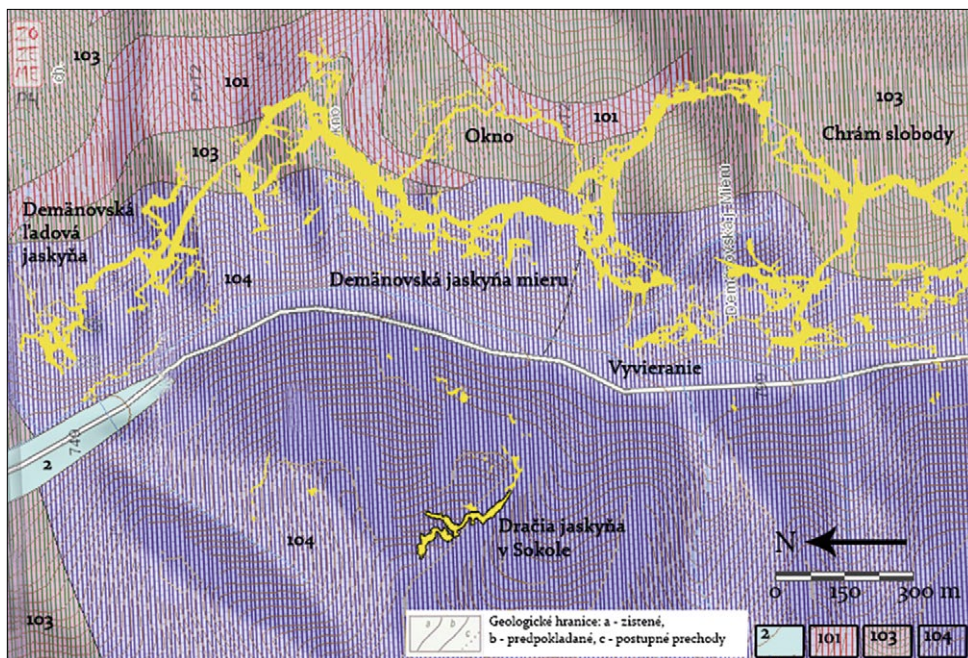 103
101
103
Okno
101
103
Chrám slobody
Demänovská
ľadová
jaskyňa
104
Demänovská jaskyňa mieru
Vyvieranie
2
740
104
Dračia jaskyňa
v Sokole
N
0 150 300 m
103
a b c
Geologické hranice: a - zistené,
b - predpokladané, c - postupné prechody
2 101 103 104